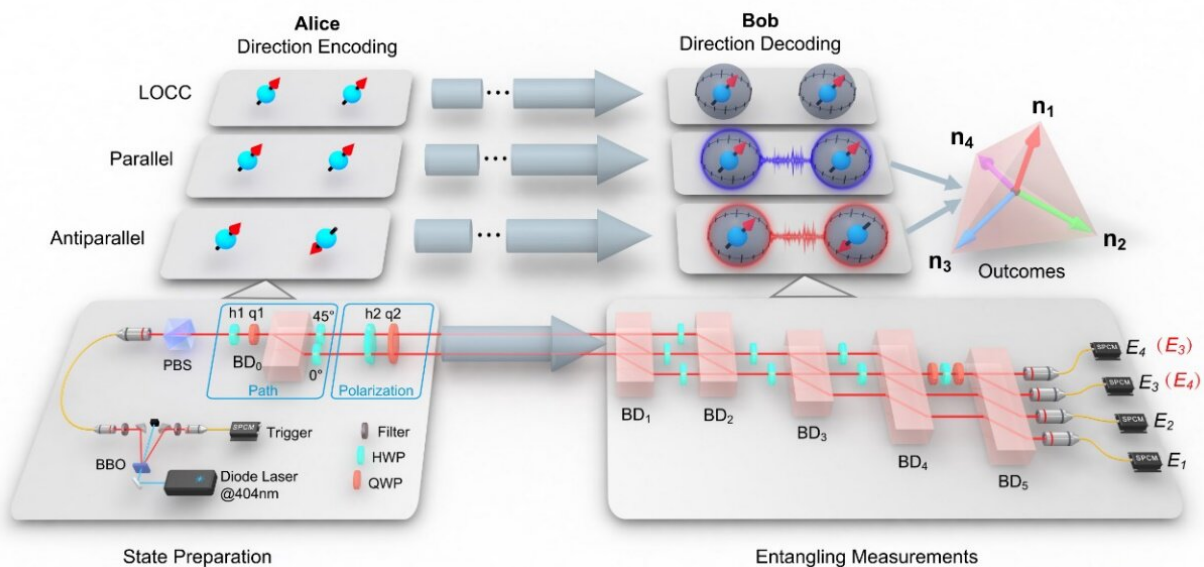 Alice
Direction Encoding
Bob
Direction Decoding
LOCC
Parallel
Antiparallel
n1
n4
n2
n3
Outcomes
h1 q1
45°
h2 q2
PBS
BD0
0°
Path
Polarization
SPCM
Trigger
BBO
Diode Laser
@404nm
Filter
HWP
QWP
BD1
BD2
BD3
BD4
BD5
SPCM
E4 (E3)
SPCM
E3 (E4)
SPCM
E2
SPCM
E1
State Preparation
Entangling Measurements